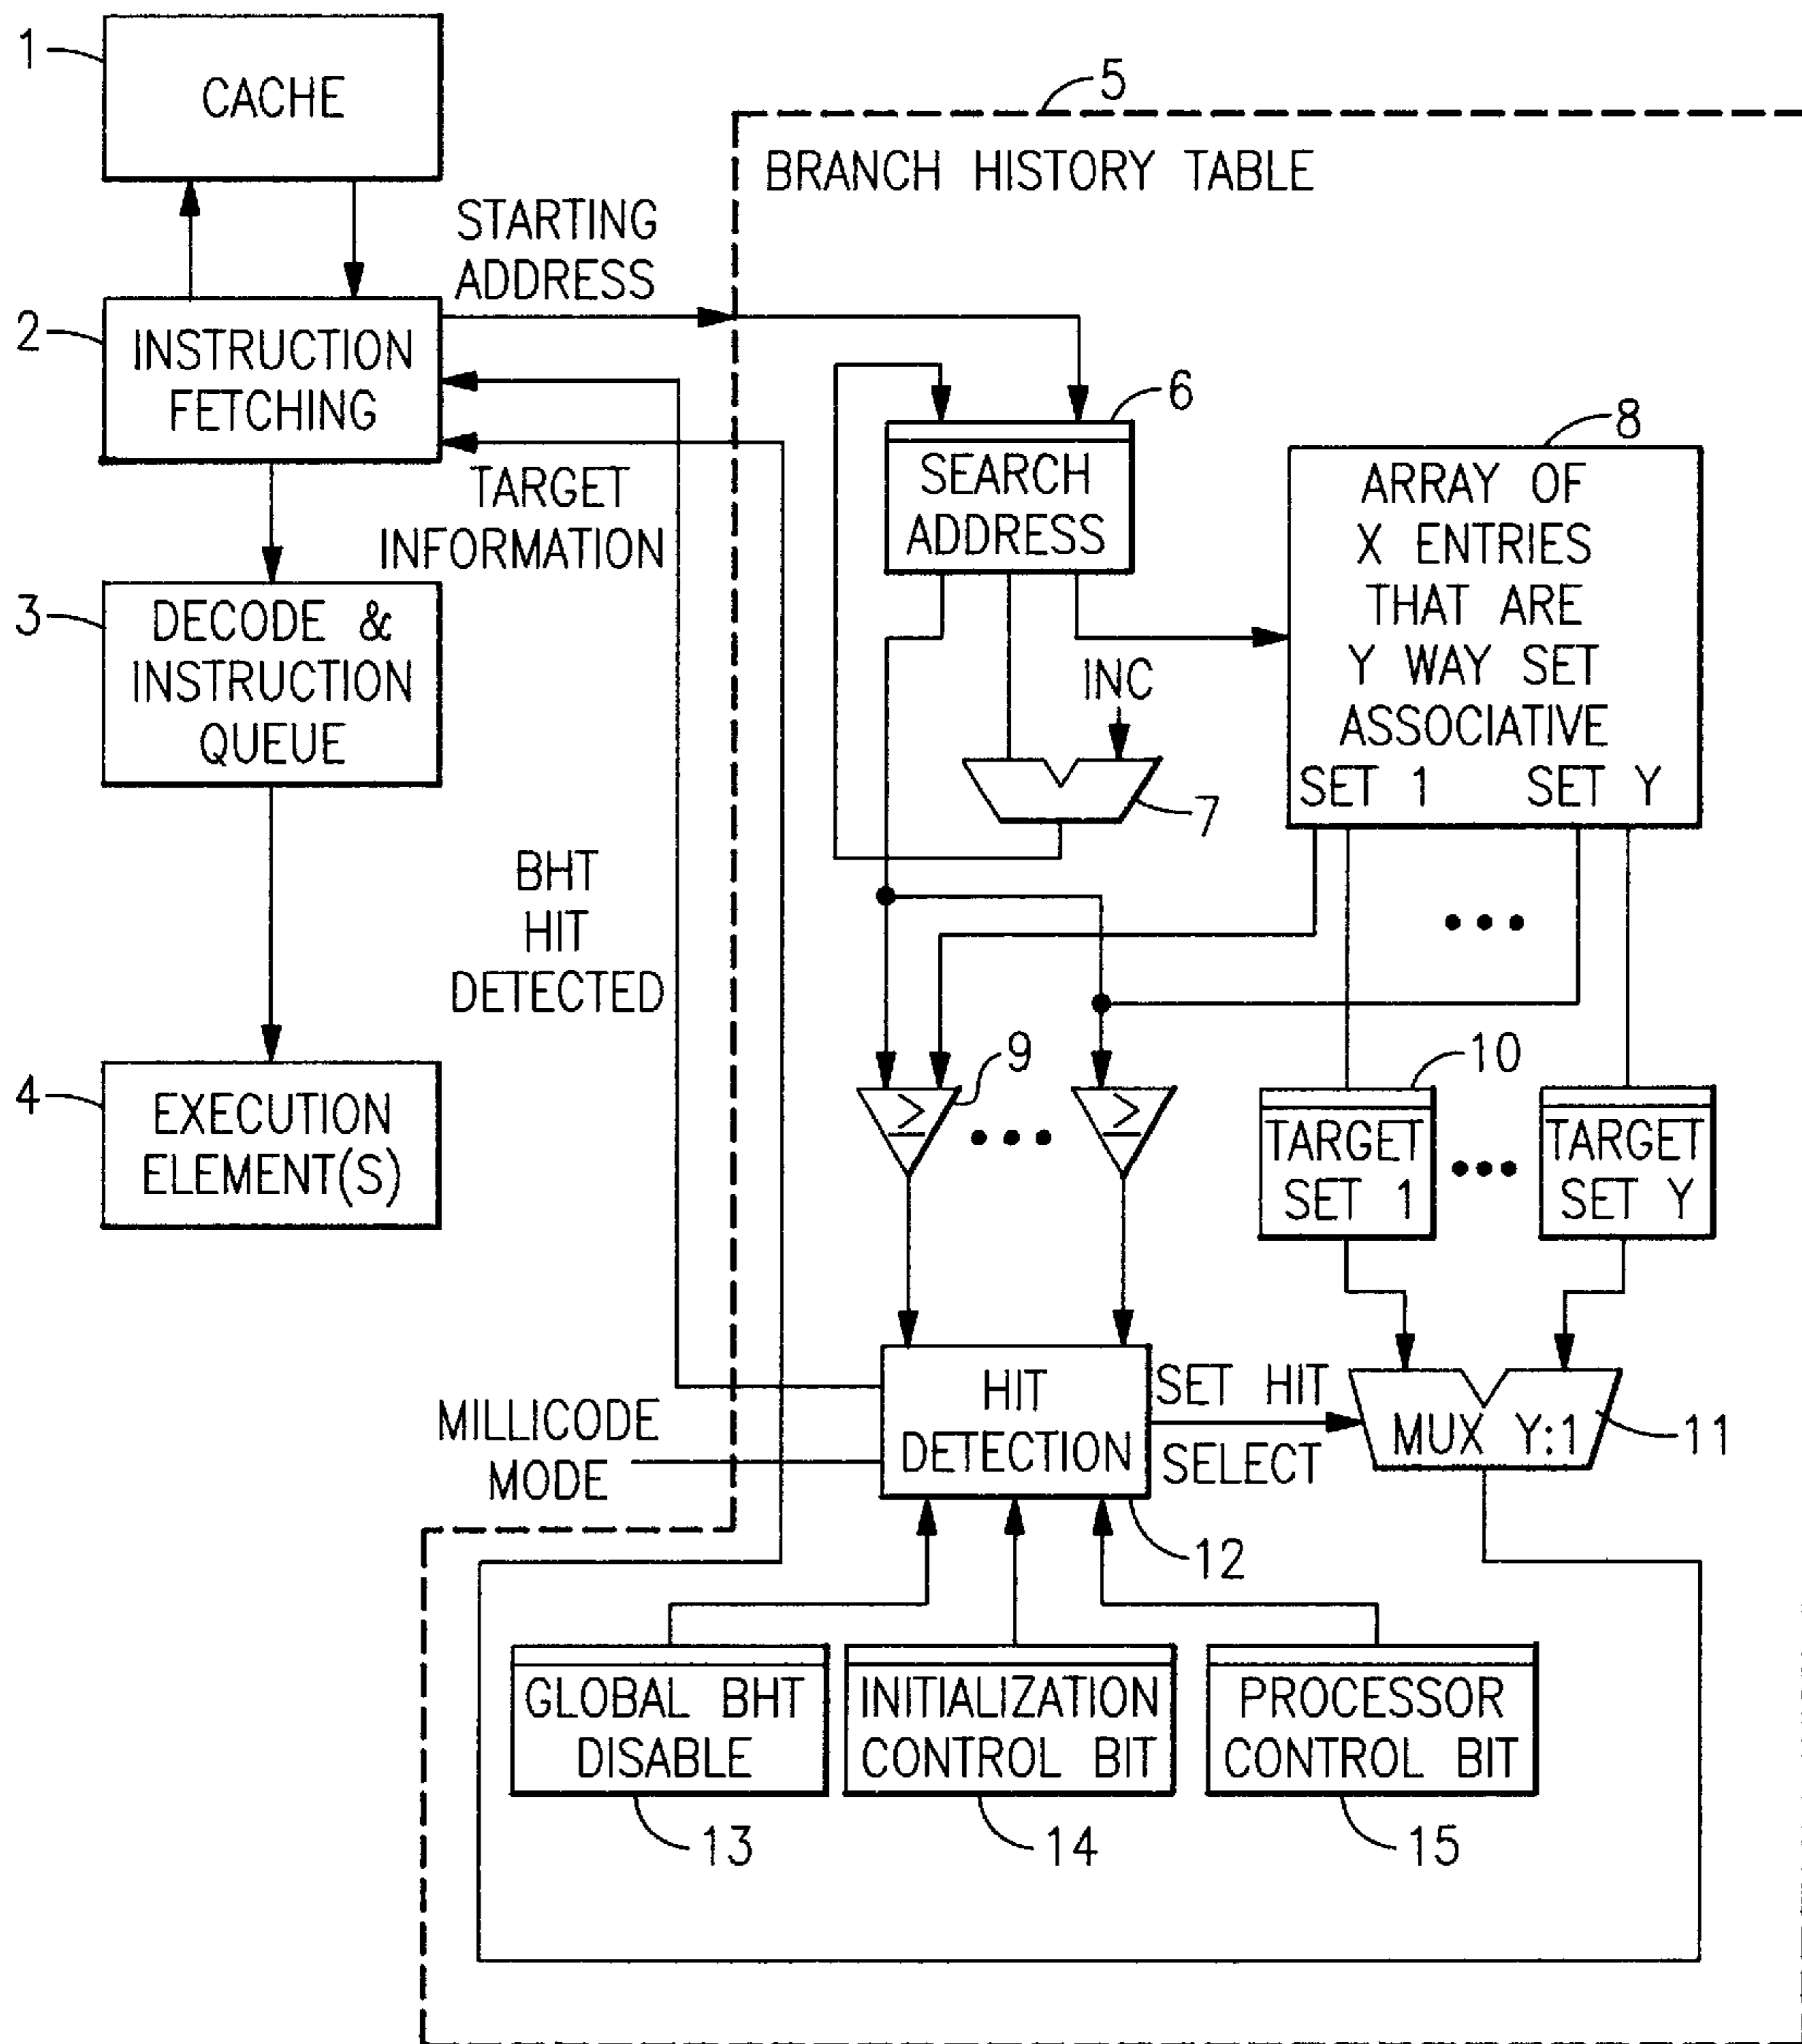 1
CACHE
5
BRANCH HISTORY TABLE
STARTING
ADDRESS
2
INSTRUCTION
FETCHING
6
SEARCH
ADDRESS
8
ARRAY OF
X ENTRIES
THAT ARE
Y WAY SET
ASSOCIATIVE
SET 1 SET Y
TARGET
INFORMATION
3
DECODE &
INSTRUCTION
QUEUE
INC
7
BHT
HIT
DETECTED
4
EXECUTION
ELEMENT(S)
9
≥
≥
10
TARGET
SET 1
TARGET
SET Y
HIT
DETECTION
SET HIT
SELECT
MUX Y:1
11
MILLICODE
MODE
12
GLOBAL BHT
DISABLE
INITIALIZATION
CONTROL BIT
PROCESSOR
CONTROL BIT
13
14
15